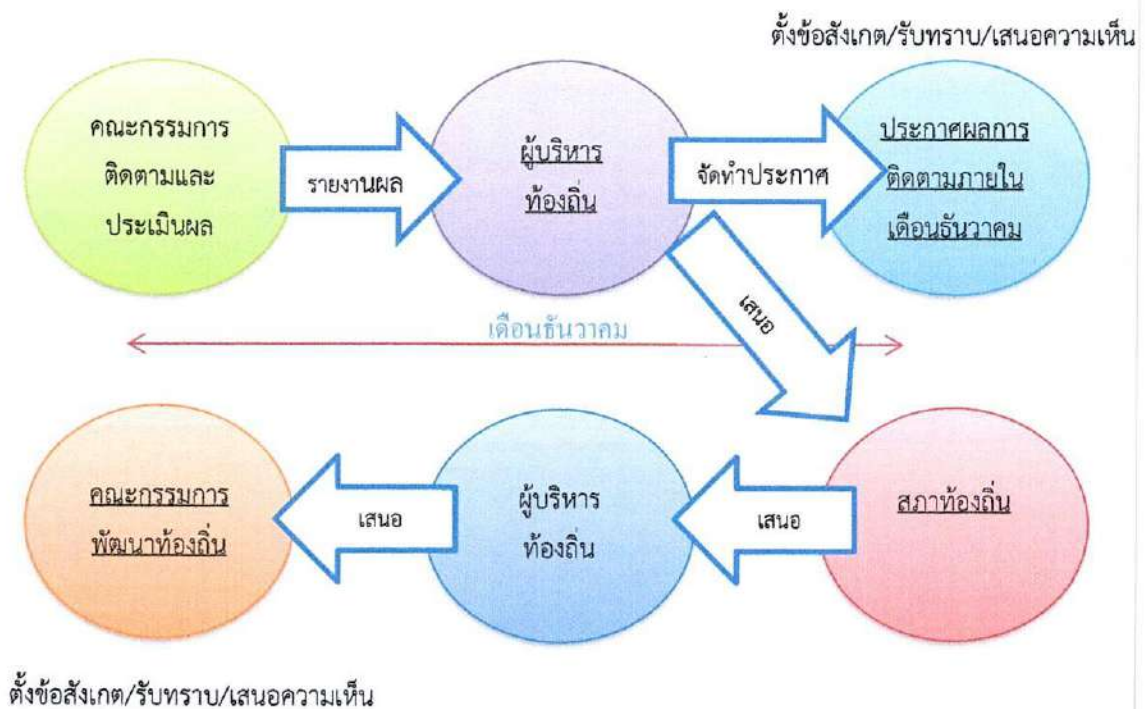 ตั้งข้อสังเกต/รับทราบ/เสนอความเห็น
คณะกรรมการ
ติดตามและ
ประเมินผล
รายงานผล
ผู้บริหาร
ท้องถิ่น
จัดทำประกาศ
ประกาศผลการ
ติดตามภายใน
เดือนธันวาคม
เสนอ
เดือนธันวาคม
สภาท้องถิ่น
เสนอ
ผู้บริหาร
ท้องถิ่น
เสนอ
คณะกรรมการ
พัฒนาท้องถิ่น
ตั้งข้อสังเกต/รับทราบ/เสนอความเห็น